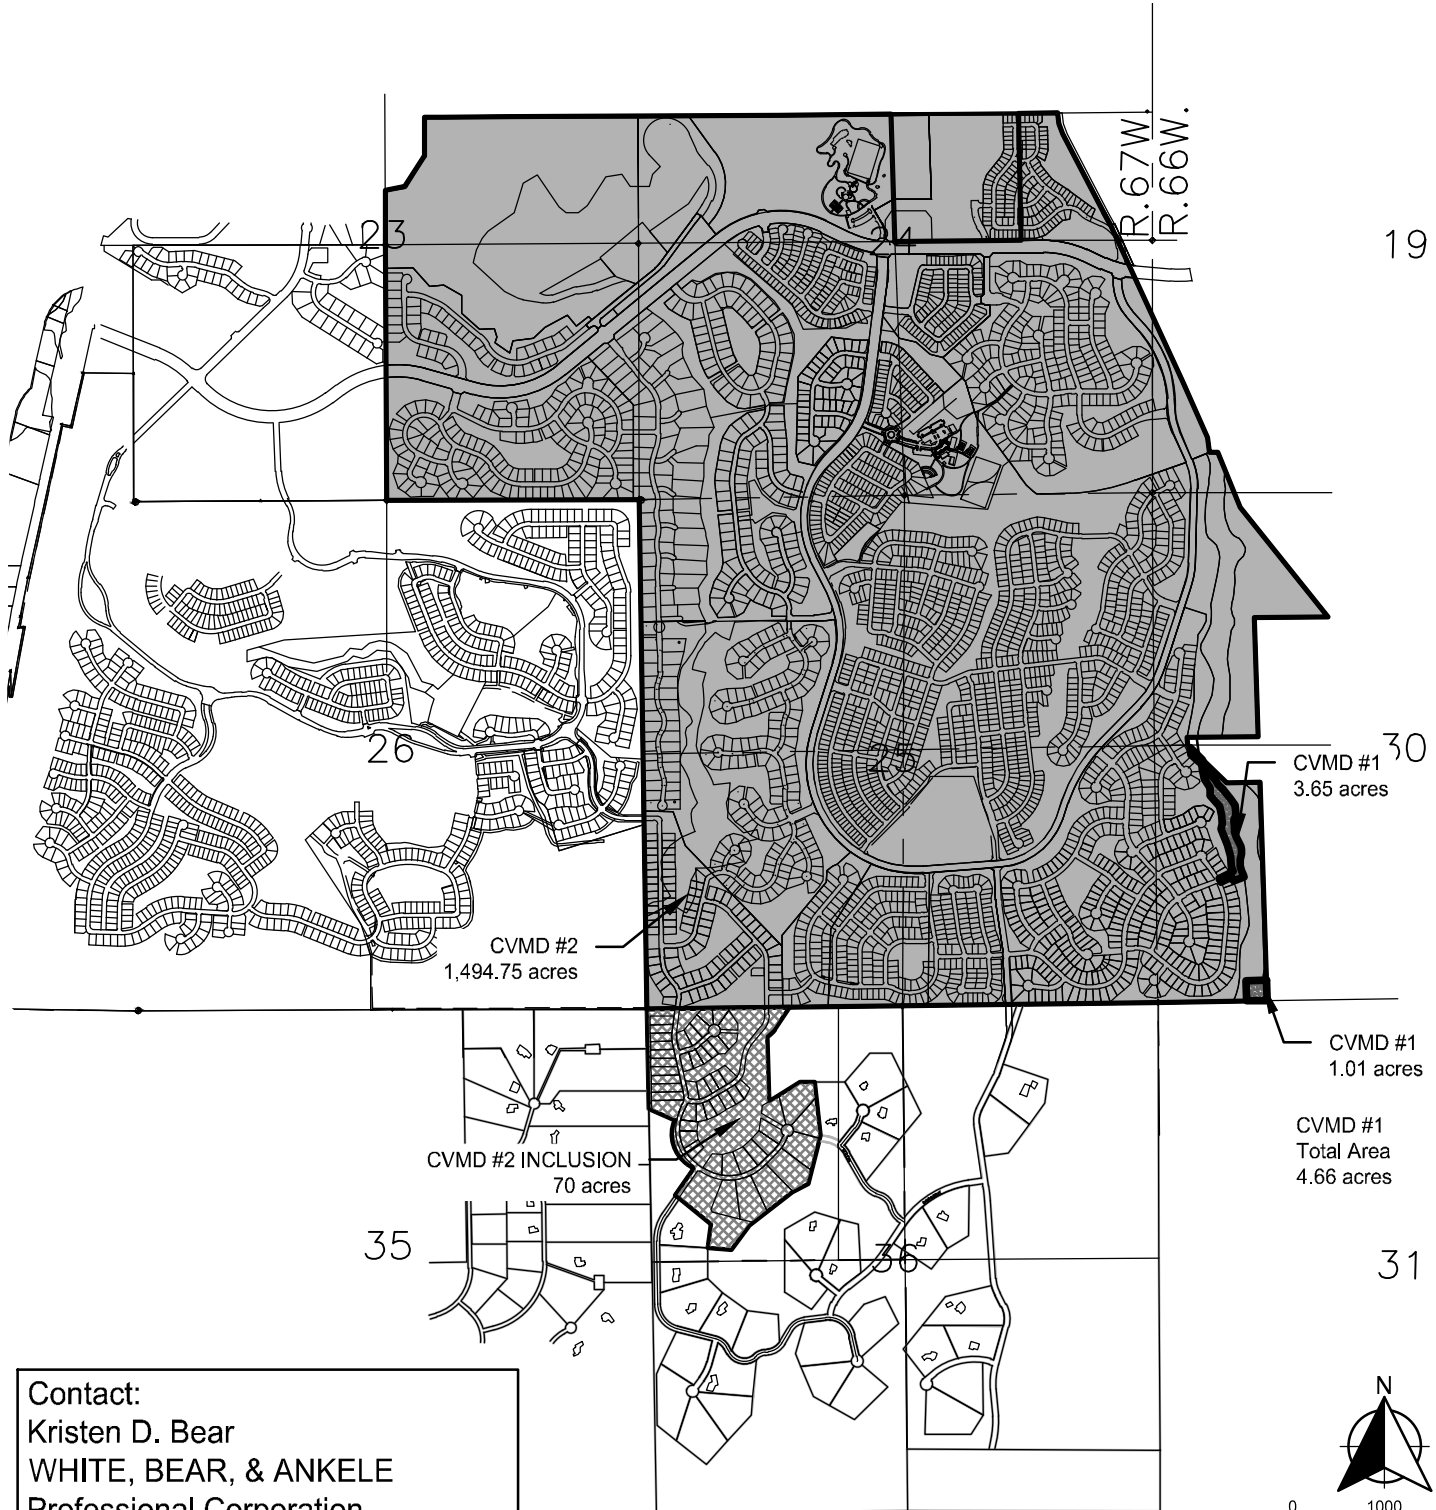 R.67W.
R.66W.
23
24
19
26
25
30
CVMD #1
3.65 acres
CVMD #2
1,494.75 acres
CVMD #1
1.01 acres
CVMD #1
Total Area
4.66 acres
CVMD #2 INCLUSION
70 acres
35
36
31
Contact:
Kristen D. Bear
WHITE, BEAR, & ANKELE
Professional Corporation
N
0 1000